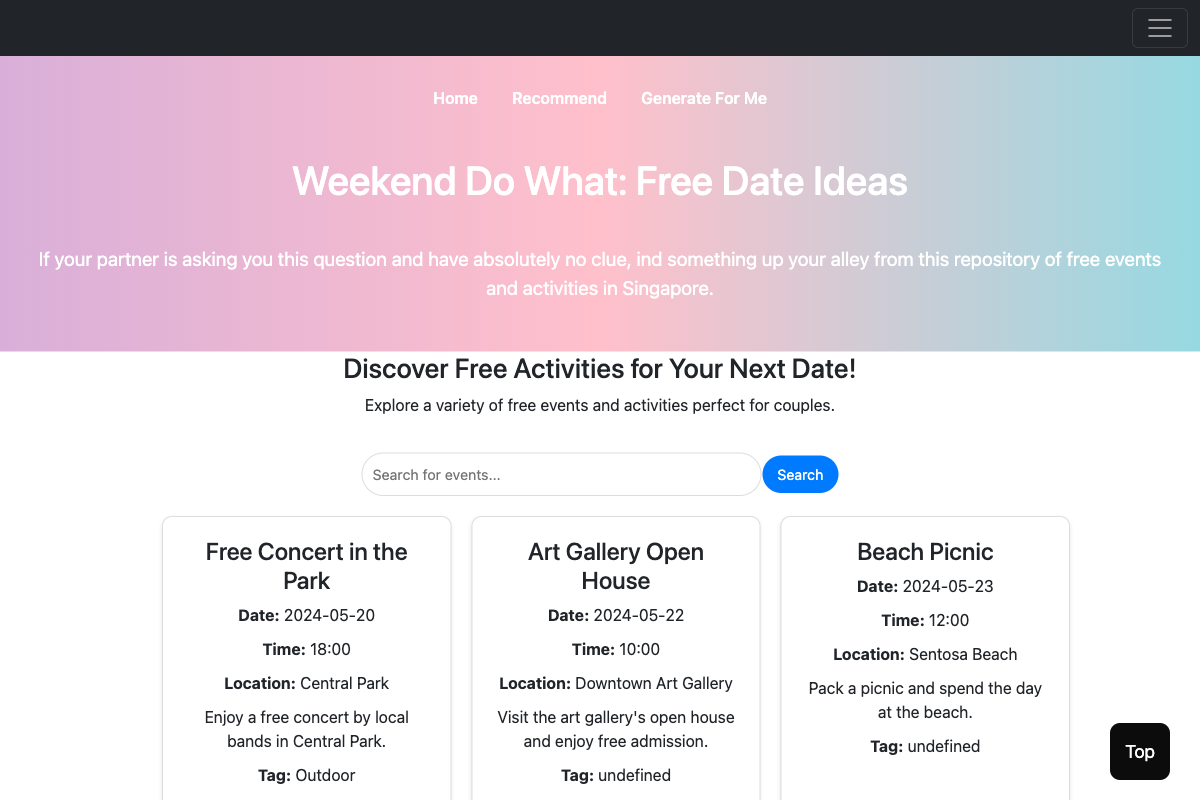 Home Recommend Generate For Me
Weekend Do What: Free Date Ideas
If your partner is asking you this question and have absolutely no clue, ind something up your alley from this repository of free events
and activities in Singapore.
Discover Free Activities for Your Next Date!
Explore a variety of free events and activities perfect for couples.
Search for events...
Search
Free Concert in the
Park
Date: 2024-05-20
Time: 18:00
Location: Central Park
Enjoy a free concert by local
bands in Central Park.
Tag: Outdoor
Art Gallery Open
House
Date: 2024-05-22
Time: 10:00
Location: Downtown Art Gallery
Visit the art gallery's open house
and enjoy free admission.
Tag: undefined
Beach Picnic
Date: 2024-05-23
Time: 12:00
Location: Sentosa Beach
Pack a picnic and spend the day
at the beach.
Tag: undefined
Top